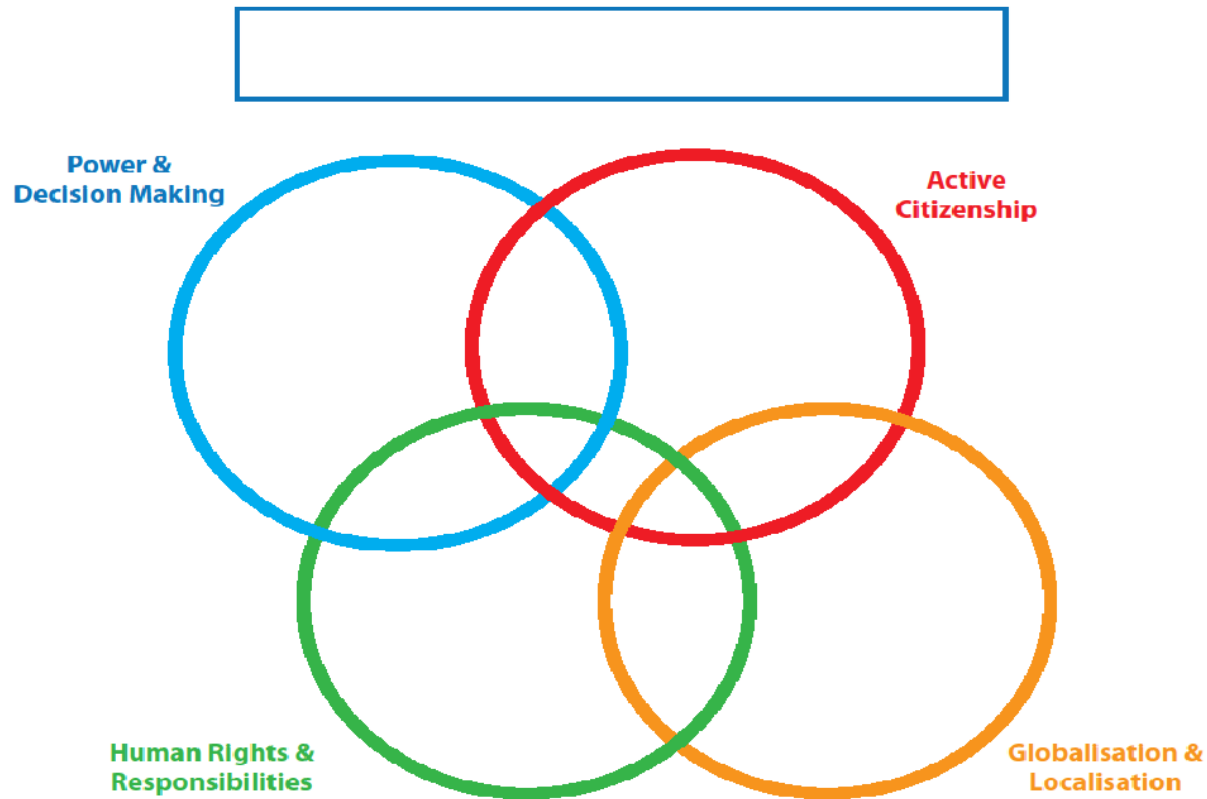 Power &
Decision Making
Active
Citizenship
Human Rights &
Responsibilities
Globalisation &
Localisation